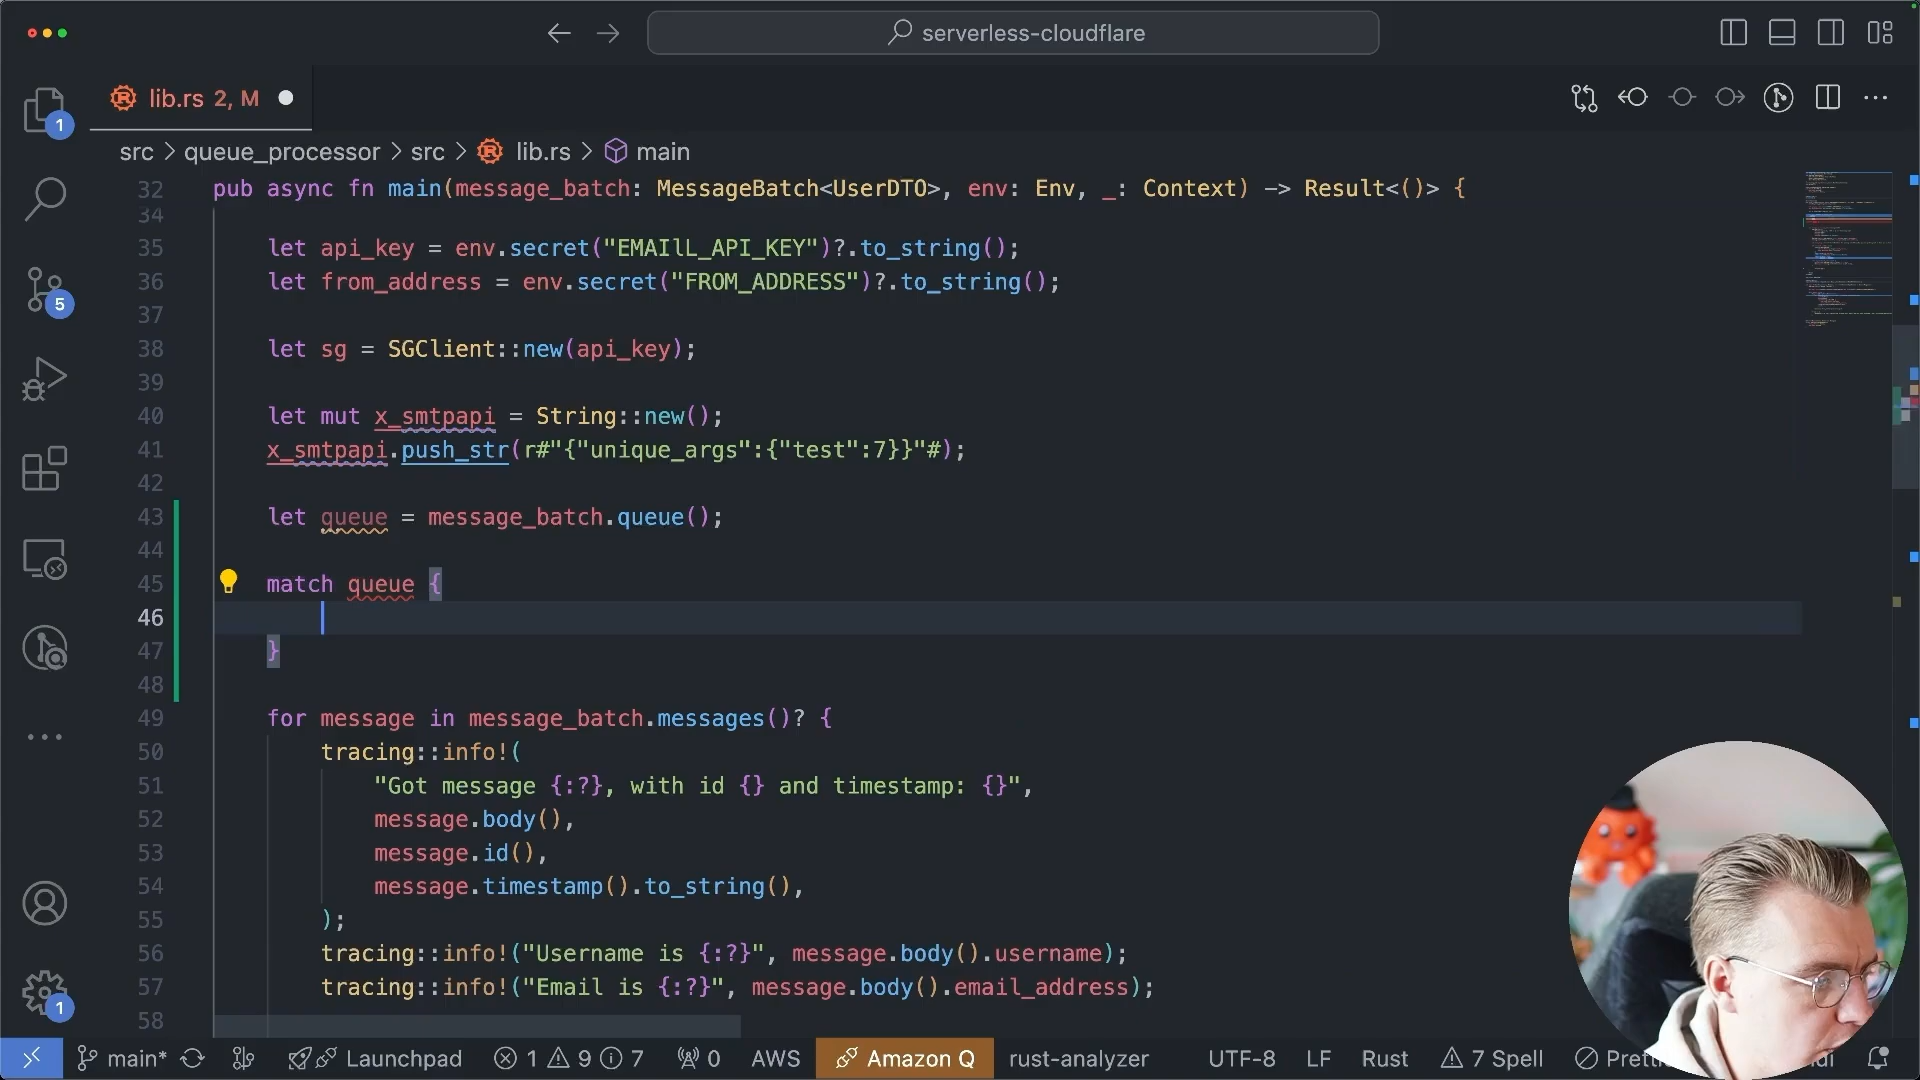 serverless-cloudflare
lib.rs 2, M
src > queue_processor > src > lib.rs > main
32 pub async fn main(message_batch: MessageBatch<UserDTO>, env: Env, _: Context) -> Result<()> {
34
35 let api_key = env.secret("EMAIlL_API_KEY")?.to_string();
36 let from_address = env.secret("FROM_ADDRESS")?.to_string();
37
38 let sg = SGClient::new(api_key);
39
40 let mut x_smtpapi = String::new();
41 x_smtpapi.push_str(r#"{"unique_args":{"test":7}}"#);
42
43 let queue = message_batch.queue();
44
45 match queue {
46
47 }
48
49 for message in message_batch.messages()? {
50 tracing::info!(
51 "Got message {:?}, with id {} and timestamp: {}",
52 message.body(),
53 message.id(),
54 message.timestamp().to_string(),
55 );
56 tracing::info!("Username is {:?}", message.body().username);
57 tracing::info!("Email is {:?}", message.body().email_address);
58
1
5
1
main* Launchpad 1 9 7 0 AWS Amazon Q rust-analyzer UTF-8 LF Rust 7 Spell